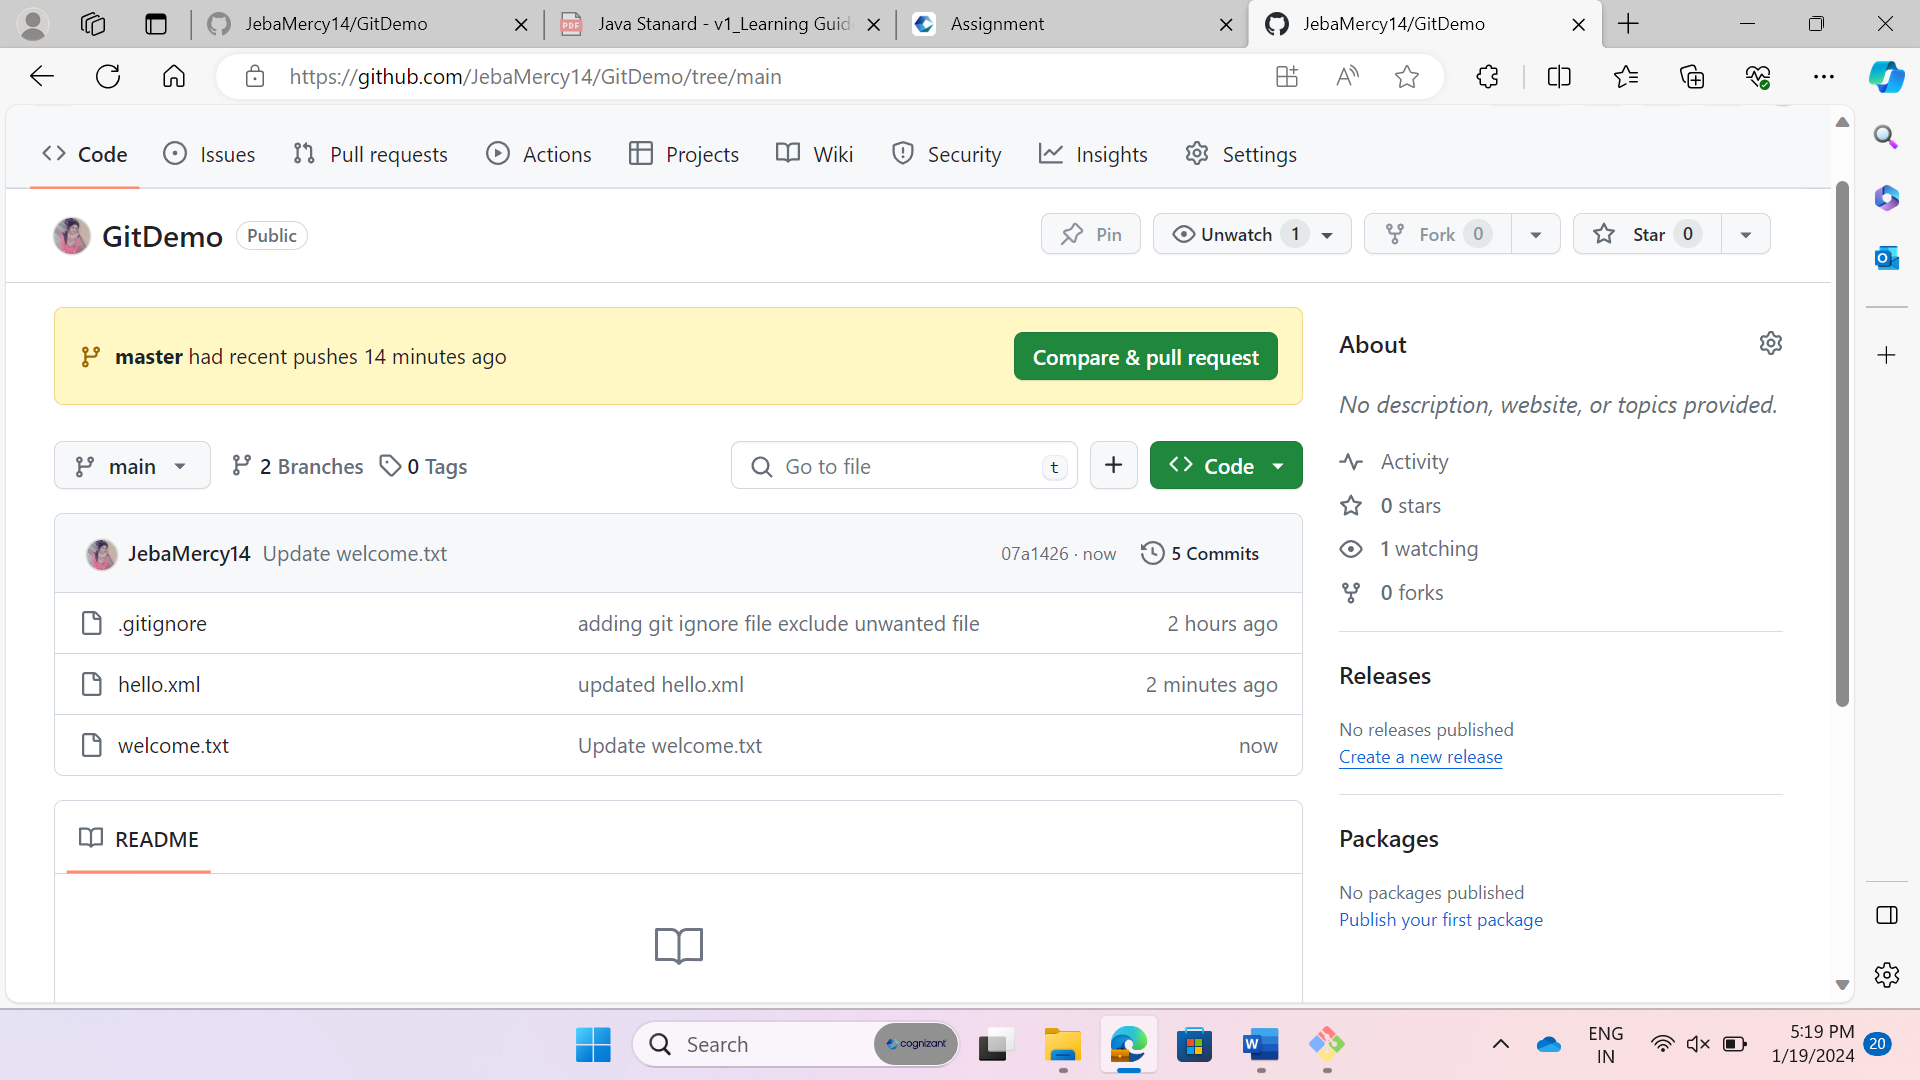 JebaMercy14/GitDemo
Java Stanard - v1_Learning Guide
Assignment
JebaMercy14/GitDemo
https://github.com/JebaMercy14/GitDemo/tree/main
Code
Issues
Pull requests
Actions
Projects
Wiki
Security
Insights
Settings
GitDemo Public
Pin
Unwatch 1
Fork 0
Star 0
master had recent pushes 14 minutes ago
Compare & pull request
main
2 Branches
0 Tags
Go to file
t
Code
JebaMercy14 Update welcome.txt
07a1426 · now
5 Commits
.gitignore adding git ignore file exclude unwanted file 2 hours ago
hello.xml updated hello.xml 2 minutes ago
welcome.txt Update welcome.txt now
README
About
No description, website, or topics provided.
Activity
0 stars
1 watching
0 forks
Releases
No releases published
Create a new release
Packages
No packages published
Publish your first package
Search
cognizant
ENG
IN
5:19 PM
1/19/2024
20